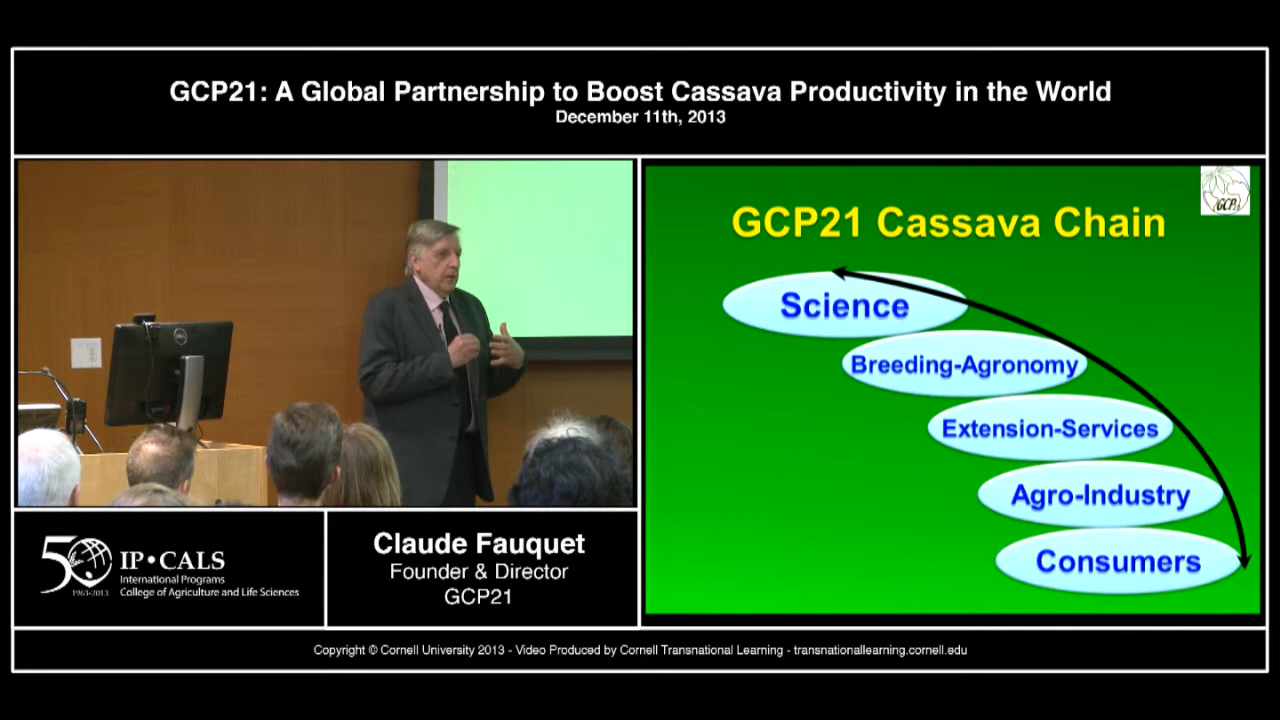 GCP21: A Global Partnership to Boost Cassava Productivity in the World
December 11th, 2013
GCP21 Cassava Chain
Science
Breeding-Agronomy
Extension-Services
Agro-Industry
Consumers
50
1963-2013
IP•CALS
International Programs
College of Agriculture and Life Sciences
Claude Fauquet
Founder & Director
GCP21
Copyright © Cornell University 2013 - Video Produced by Cornell Transnational Learning - transnationallearning.cornell.edu